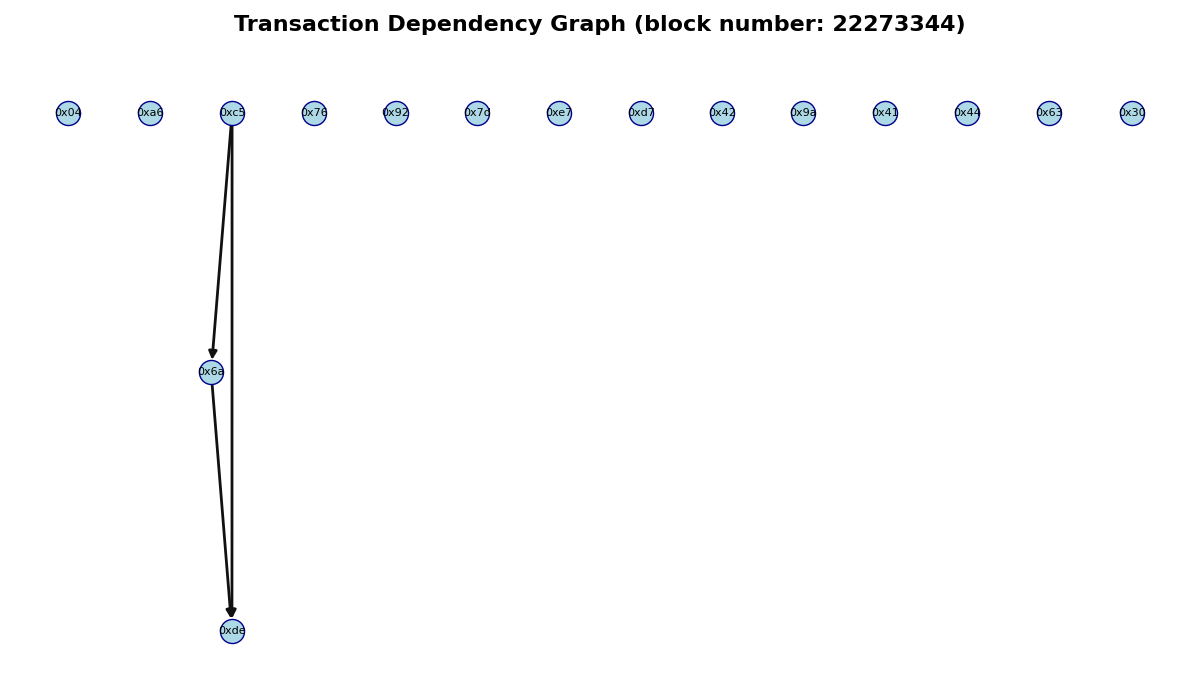 Transaction Dependency Graph (block number: 22273344)
0x04 0xa6 0xc5 0x76 0x92 0x7d 0xe7 0xd7 0x42 0x9a 0x41 0x44 0x63 0x30
0x6a
0xde